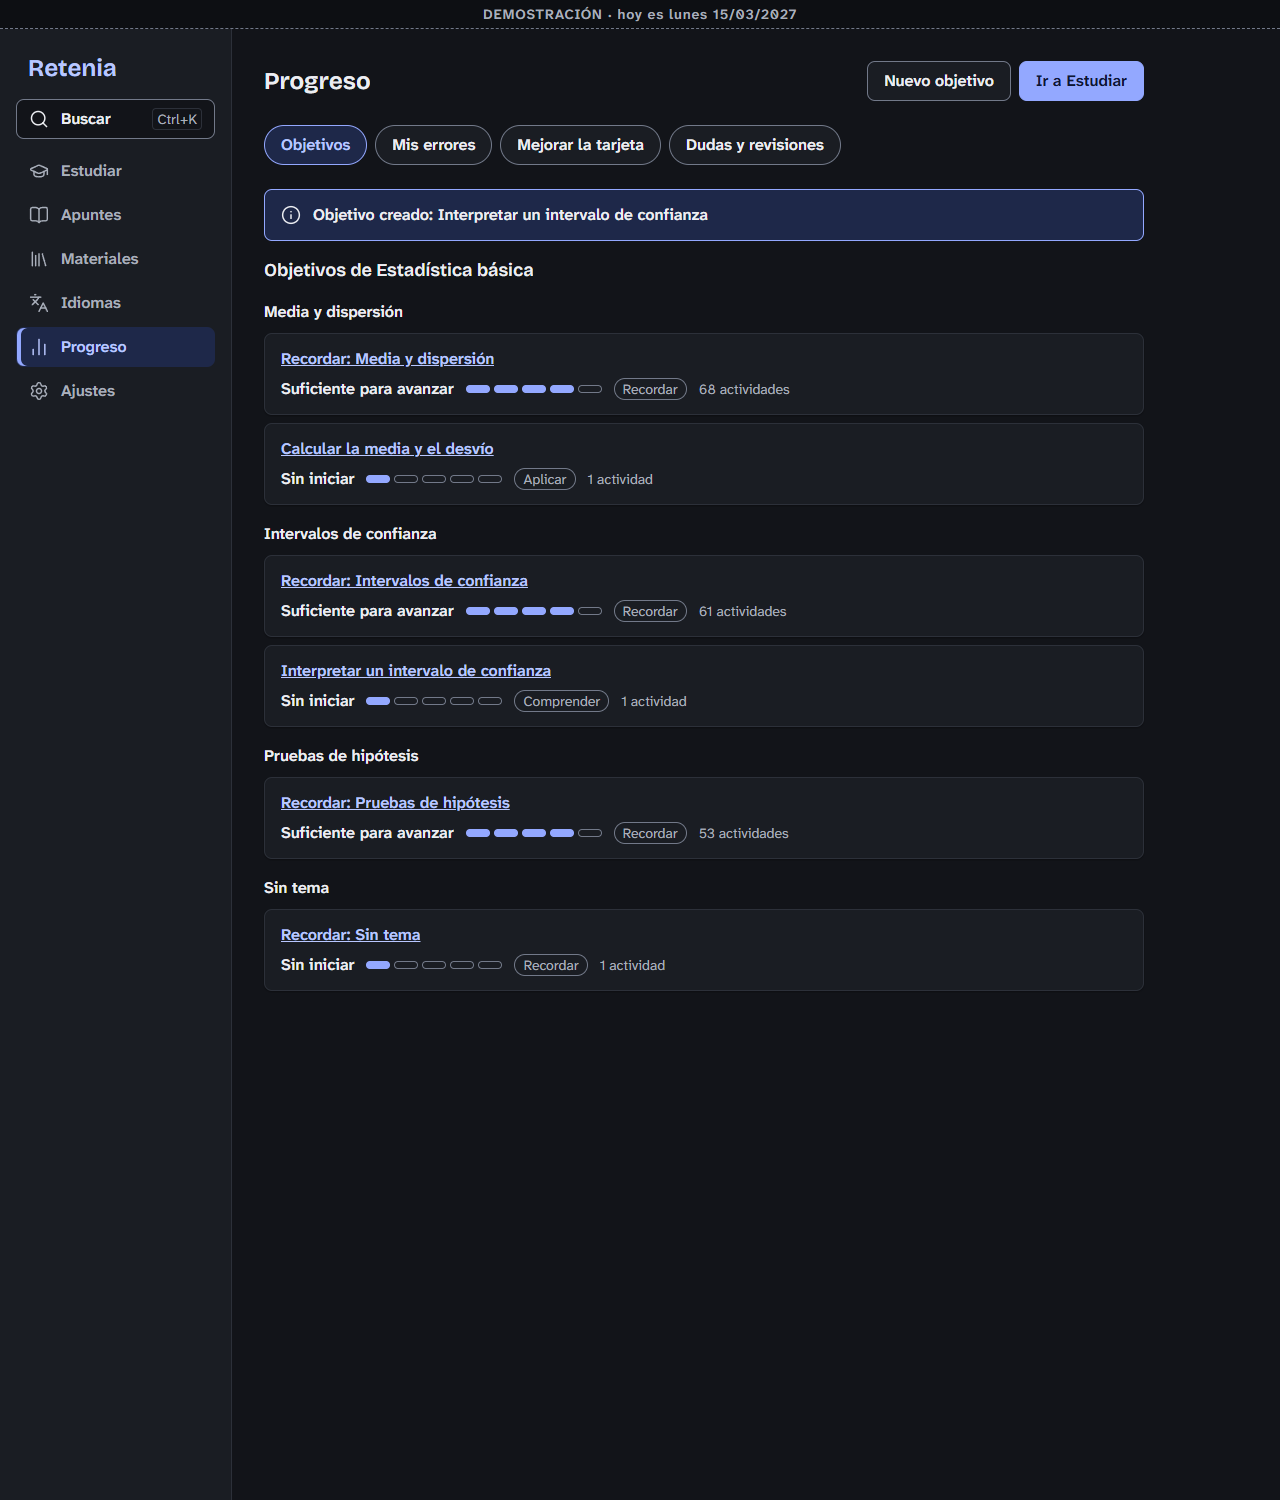 DEMOSTRACIÓN · hoy es lunes 15/03/2027
Retenia
Buscar Ctrl+K
Estudiar
Apuntes
Materiales
Idiomas
Progreso
Ajustes
Progreso
Nuevo objetivo
Ir a Estudiar
Objetivos
Mis errores
Mejorar la tarjeta
Dudas y revisiones
Objetivo creado: Interpretar un intervalo de confianza
Objetivos de Estadística básica
Media y dispersión
Recordar: Media y dispersión
Suficiente para avanzar Recordar 68 actividades
Calcular la media y el desvío
Sin iniciar Aplicar 1 actividad
Intervalos de confianza
Recordar: Intervalos de confianza
Suficiente para avanzar Recordar 61 actividades
Interpretar un intervalo de confianza
Sin iniciar Comprender 1 actividad
Pruebas de hipótesis
Recordar: Pruebas de hipótesis
Suficiente para avanzar Recordar 53 actividades
Sin tema
Recordar: Sin tema
Sin iniciar Recordar 1 actividad